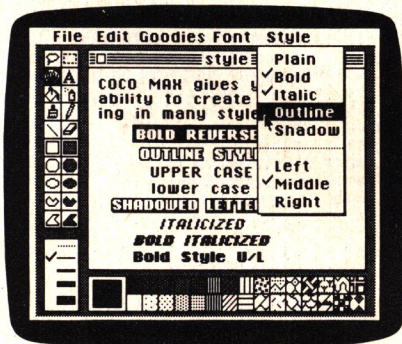 File Edit Goodies Font Style
style
Plain
✓Bold
✓Italic
Outline
Shadow
Left
✓Middle
Right
A
COCO MAX gives
ability to create
ing in many style
BOLD REVERSE
OUTLINE STYL
UPPER CASE
lower case
SHADOWED LETTE
ITALICIZED
BOLD ITALICIZED
Bold Style U/L